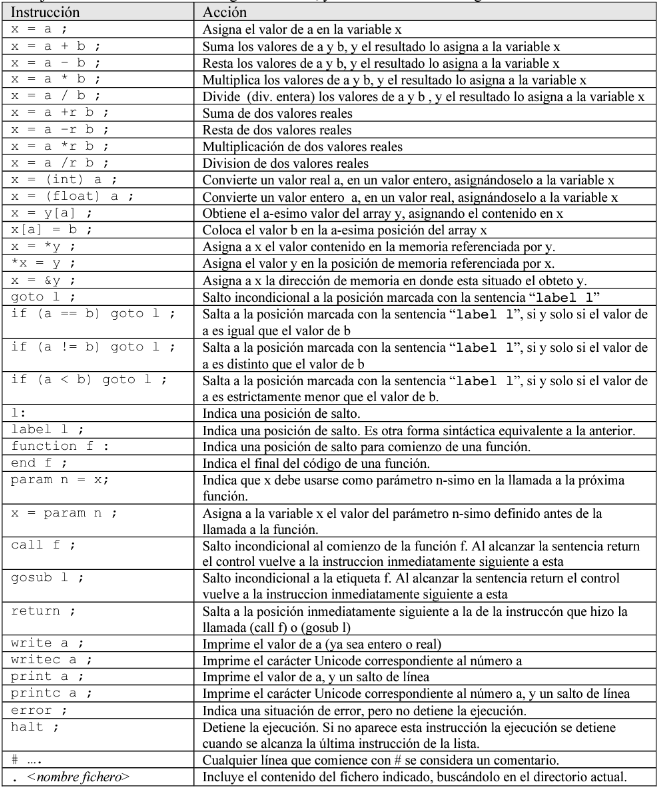 Instrucción Acción
x = a ; Asigna el valor de a en la variable x
x = a + b ; Suma los valores de a y b, y el resultado lo asigna a la variable x
x = a - b ; Resta los valores de a y b, y el resultado lo asigna a la variable x
x = a * b ; Multiplica los valores de a y b, y el resultado lo asigna a la variable x
x = a / b ; Divide (div. entera) los valores de a y b , y el resultado lo asigna a la variable x
x = a +r b ; Suma de dos valores reales
x = a -r b ; Resta de dos valores reales
x = a *r b ; Multiplicación de dos valores reales
x = a /r b ; Division de dos valores reales
x = (int) a ; Convierte un valor real a, en un valor entero, asignándoselo a la variable x
x = (float) a ; Convierte un valor entero a, en un valor real, asignándoselo a la variable x
x = y[a] ; Obtiene el a-esimo valor del array y, asignando el contenido en x
x[a] = b ; Coloca el valor b en la a-esima posición del array x
x = *y ; Asigna a x el valor contenido en la memoria referenciada por y.
*x = y ; Asigna el valor y en la posición de memoria referenciada por x.
x = &y ; Asigna a x la dirección de memoria en donde esta situado el obteto y.
goto l ; Salto incondicional a la posición marcada con la sentencia “label l”
if (a == b) goto l ; Salta a la posición marcada con la sentencia “label l”, si y solo si el valor de
a es igual que el valor de b
if (a != b) goto l ; Salta a la posición marcada con la sentencia “label l”, si y solo si el valor de
a es distinto que el valor de b
if (a < b) goto l ; Salta a la posición marcada con la sentencia “label l”, si y solo si el valor de
a es estrictamente menor que el valor de b.
l: Indica una posición de salto.
label l ; Indica una posición de salto. Es otra forma sintáctica equivalente a la anterior.
function f : Indica una posición de salto para comienzo de una función.
end f ; Indica el final del código de una función.
param n = x; Indica que x debe usarse como parámetro n-simo en la llamada a la próxima
función.
x = param n ; Asigna a la variable x el valor del parámetro n-simo definido antes de la
llamada a la función.
call f ; Salto incondicional al comienzo de la función f. Al alcanzar la sentencia return
el control vuelve a la instruccion inmediatamente siguiente a esta
gosub l ; Salto incondicional a la etiqueta f. Al alcanzar la sentencia return el control
vuelve a la instruccion inmediatamente siguiente a esta
return ; Salta a la posición inmediatamente siguiente a la de la instruccón que hizo la
llamada (call f) o (gosub l)
write a ; Imprime el valor de a (ya sea entero o real)
writec a ; Imprime el carácter Unicode correspondiente al número a
print a ; Imprime el valor de a, y un salto de línea
printc a ; Imprime el carácter Unicode correspondiente al número a, y un salto de línea
error ; Indica una situación de error, pero no detiene la ejecución.
halt ; Detiene la ejecución. Si no aparece esta instrucción la ejecución se detiene
cuando se alcanza la última instrucción de la lista.
# …. Cualquier línea que comience con # se considera un comentario.
. <nombre fichero> Incluye el contenido del fichero indicado, buscándolo en el directorio actual.